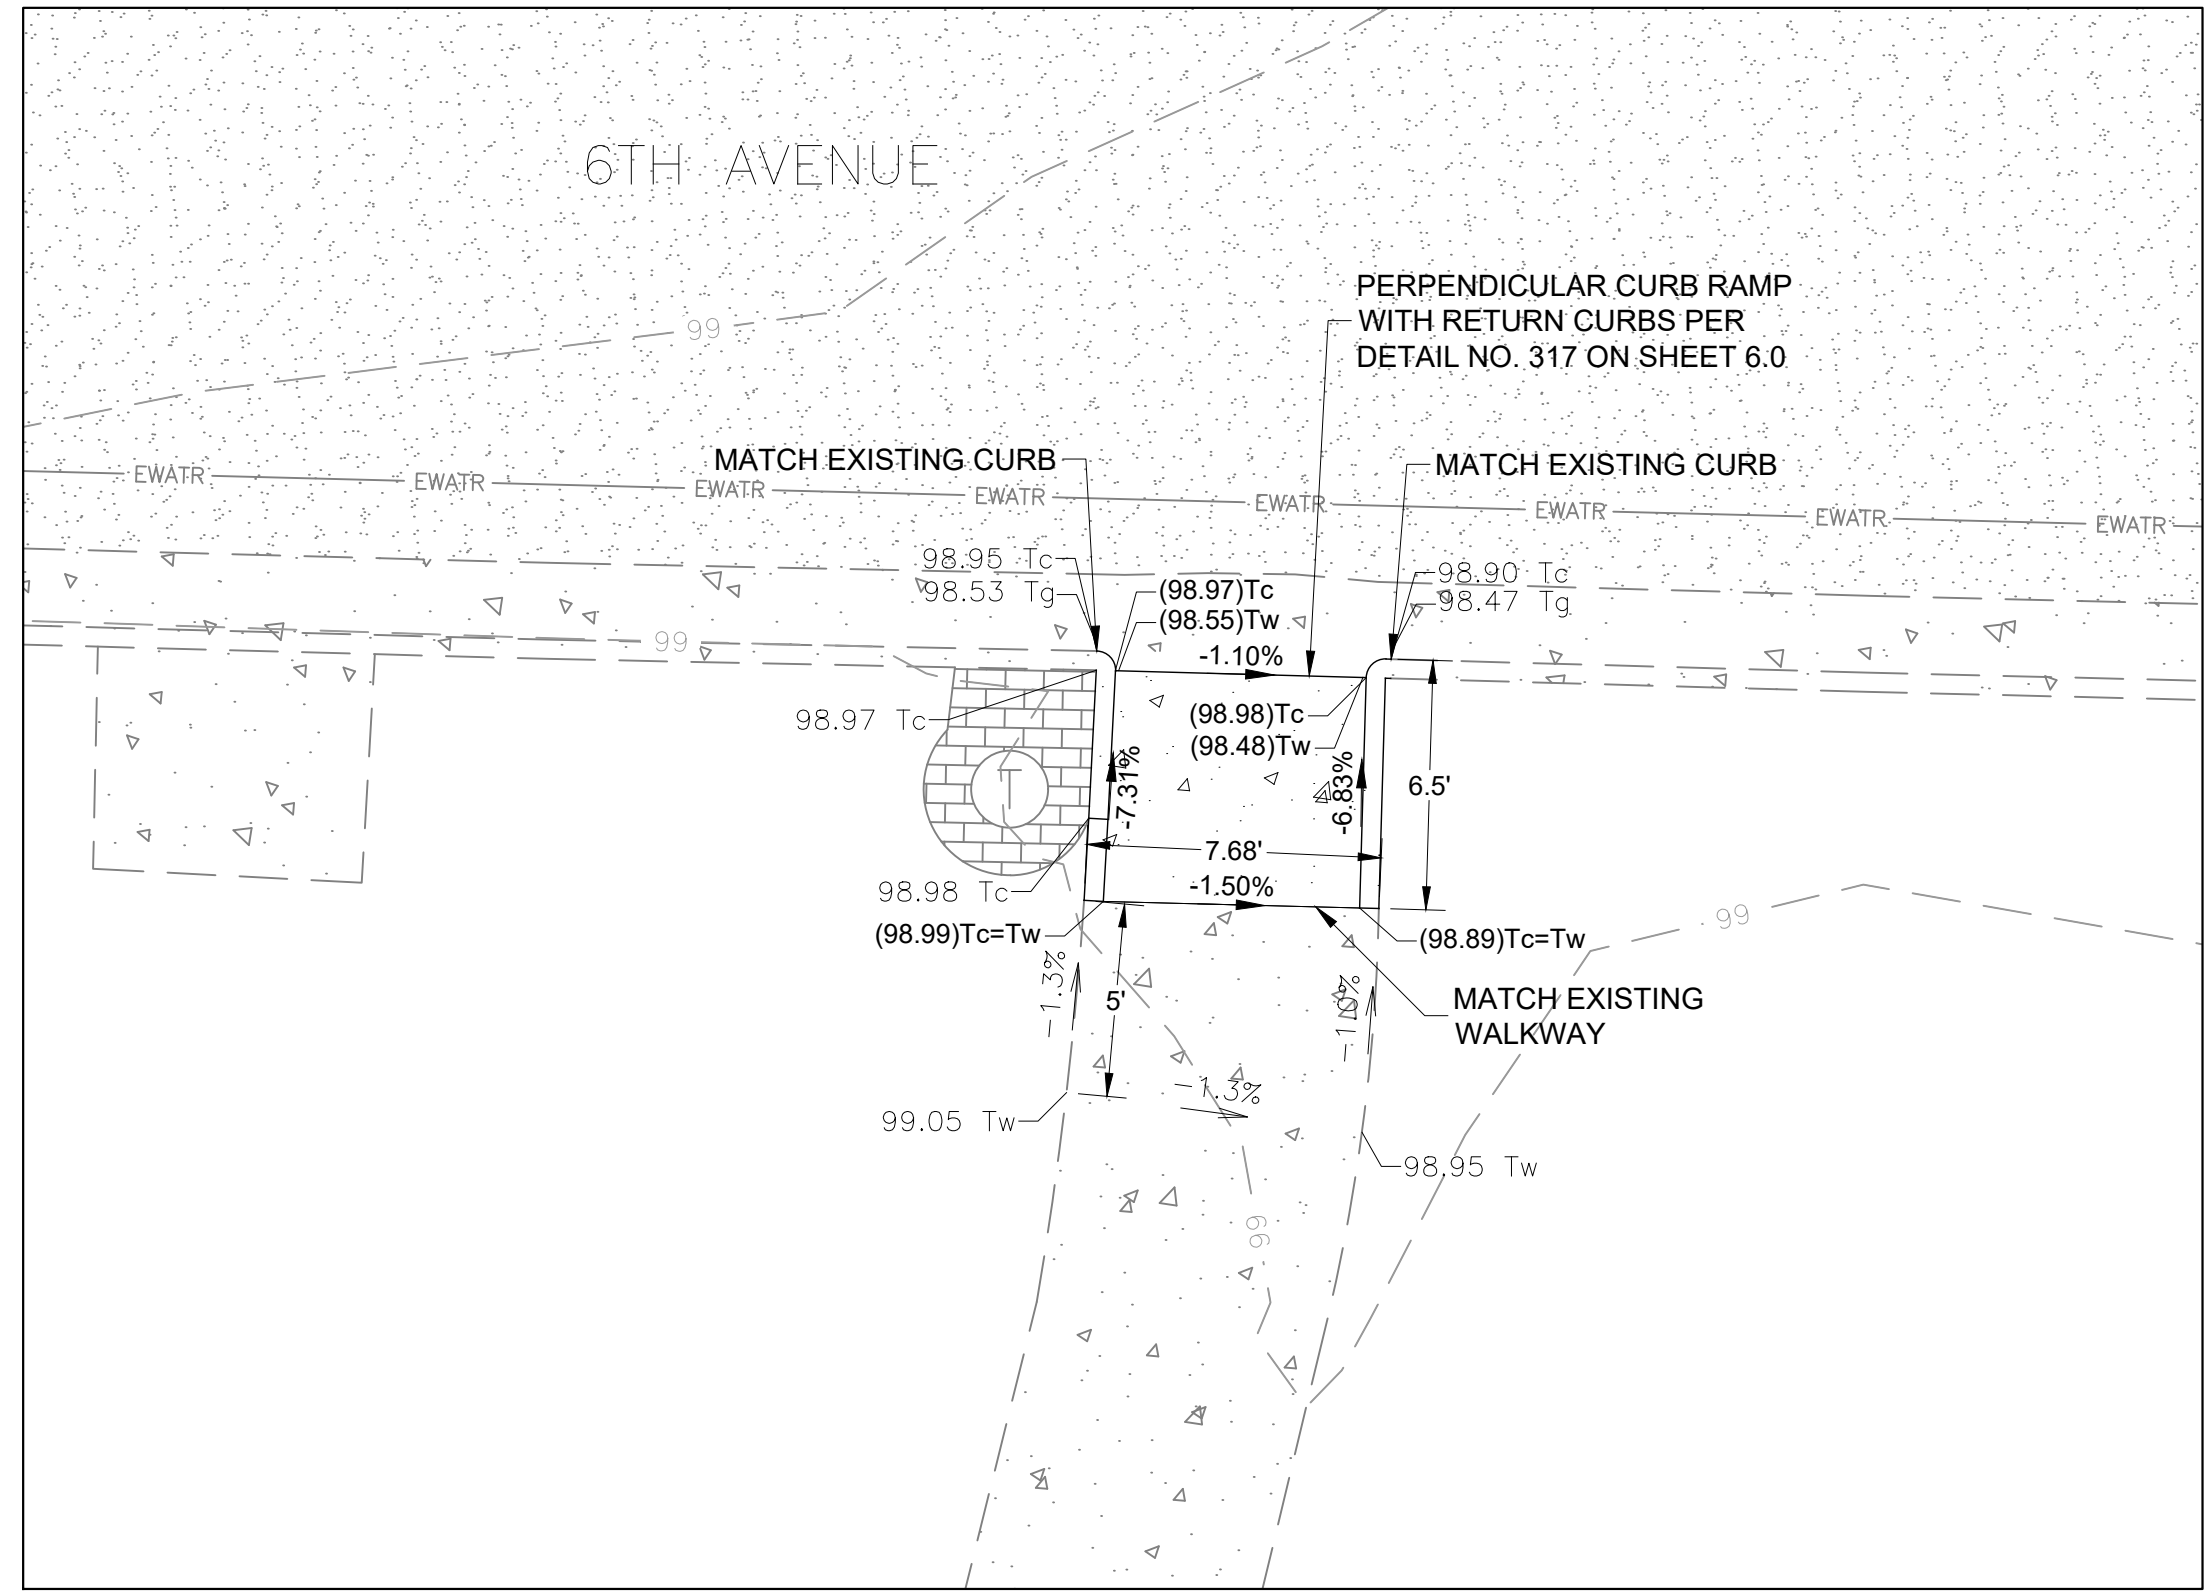 6TH AVENUE
PERPENDICULAR CURB RAMP
WITH RETURN CURBS PER
DETAIL NO. 317 ON SHEET 6.0
99
MATCH EXISTING CURB
MATCH EXISTING CURB
EWATR
EWATR
EWATR
EWATR
EWATR
EWATR
EWATR
EWATR
98.95 Tc
98.53 Tg
(98.97)Tc
(98.55)Tw
98.90 Tc
98.47 Tg
99
-1.10%
98.97 Tc
(98.98)Tc
(98.48)Tw
T
-7.31%
-6.83%
6.5'
7.68'
-1.50%
98.98 Tc
(98.99)Tc=Tw
(98.89)Tc=Tw
99
-1.3%
5'
-1.0%
MATCH EXISTING
WALKWAY
-1.3%
99.05 Tw
98.95 Tw
99